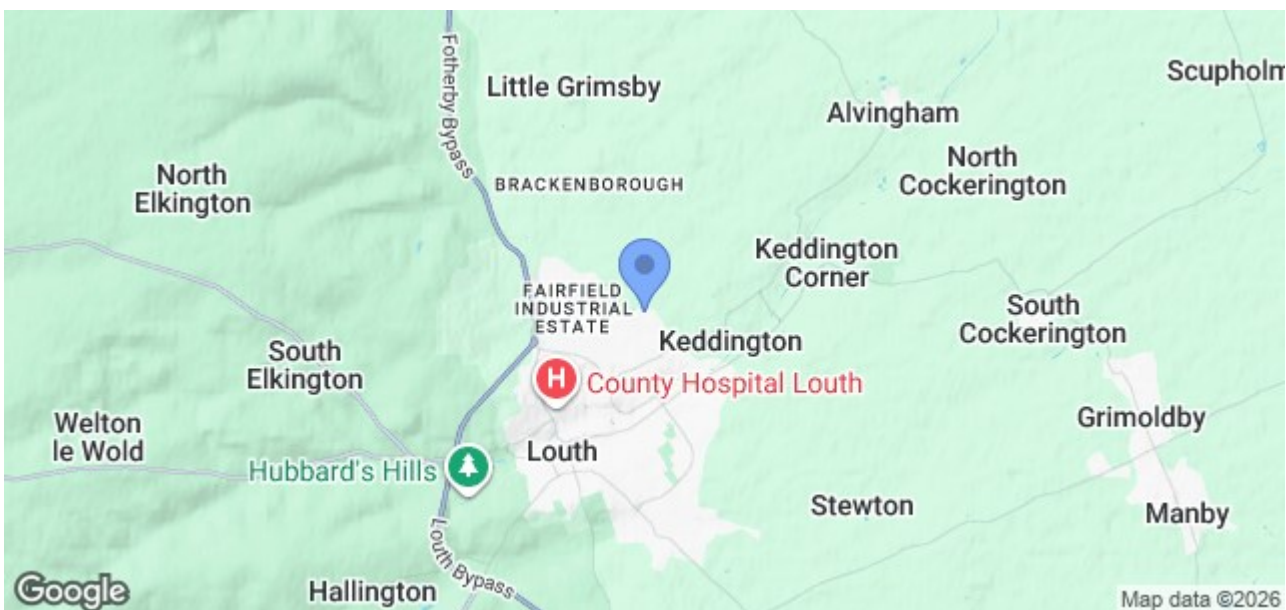 Fotherby Bypass
Little Grimsby
Scupholm
Alvingham
North
Elkington
BRACKENBOROUGH
North
Cockerington
Keddington
Corner
FAIRFIELD
INDUSTRIAL
ESTATE
South
Cockerington
Keddington
South
Elkington
H
County Hospital Louth
Welton
le Wold
Grimoldby
Louth
Hubbard's Hills
Stewton
Manby
Louth Bypass
Hallington
Google
Map data ©2026